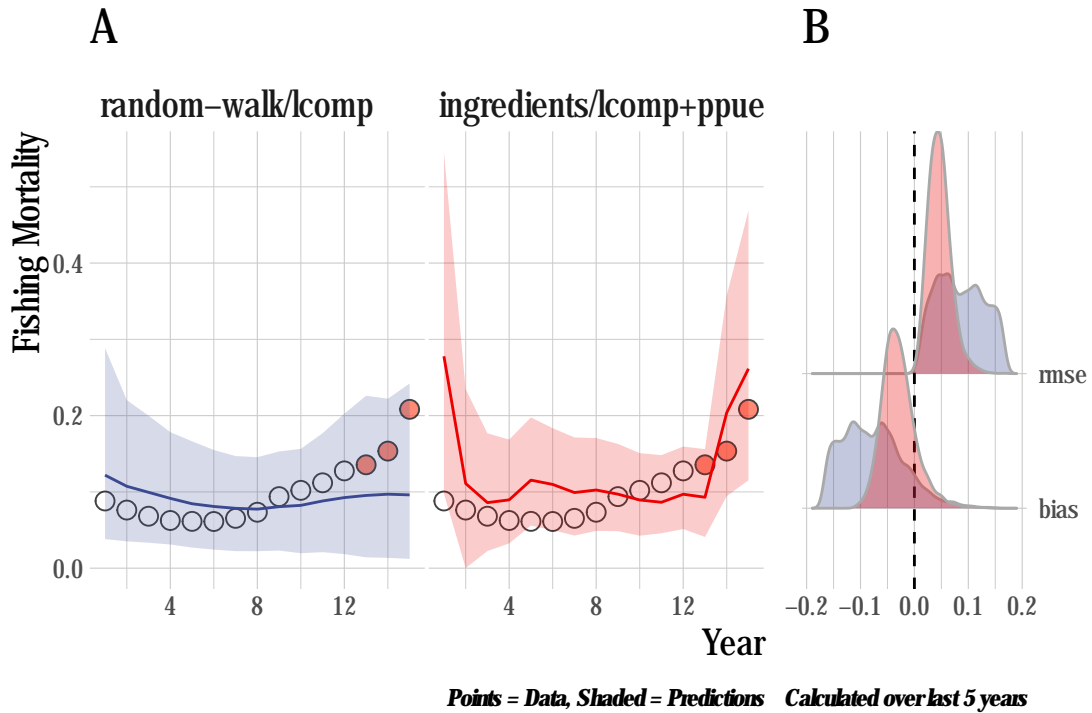 A
B
random−walk/lcomp
ingredients/lcomp+ppue
Fishing Mortality
0.4
0.2
0.0
4
8
12
4
8
12
Year
rmse
bias
−0.2
−0.1
0.0
0.1
0.2
Points = Data, Shaded = Predictions
Calculated over last 5 years